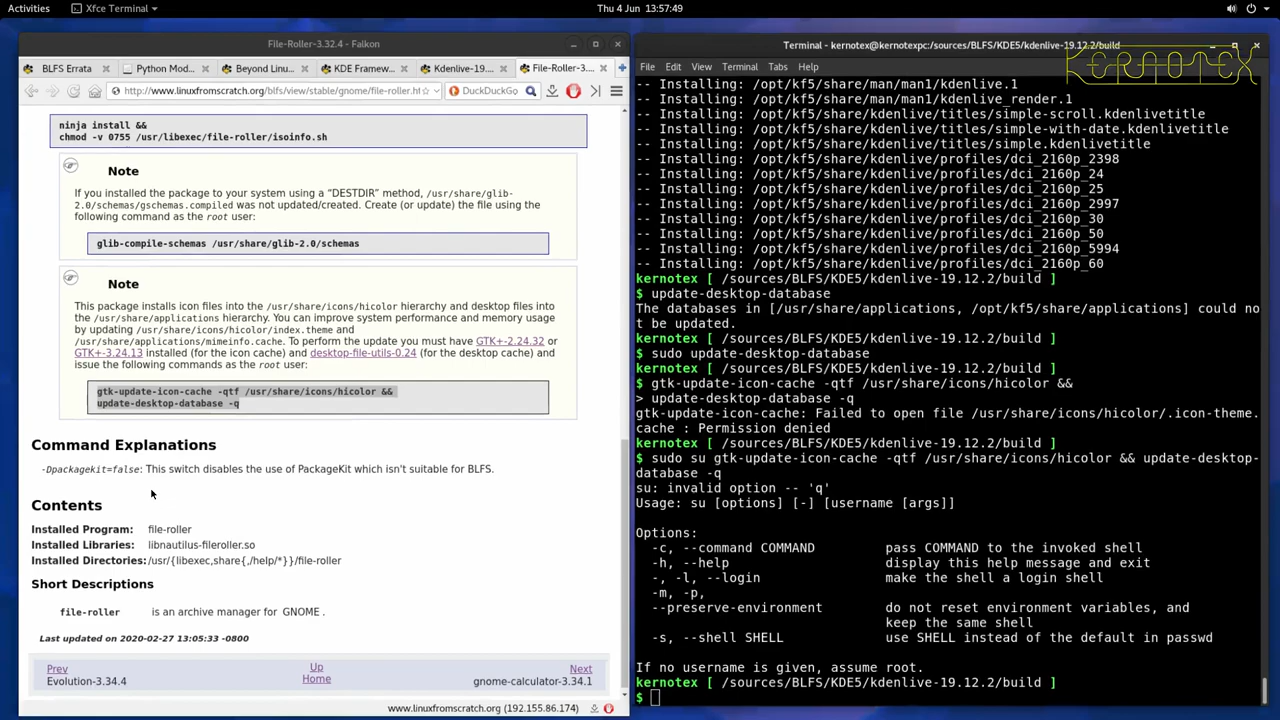 Activities
Xfce Terminal
Thu 4 Jun 13:57:49
File-Roller-3.32.4 - Falkon
BLFS Errata
Python Mod...
Beyond Linu...
KDE Framew...
Kdenlive-19....
File-Roller-3....
http://www.linuxfromscratch.org/blfs/view/stable/gnome/file-roller.ht
DuckDuckGo
ninja install &&
chmod -v 0755 /usr/libexec/file-roller/isoinfo.sh
Note
If you installed the package to your system using a “DESTDIR” method, /usr/share/glib-
2.0/schemas/gschemas.compiled was not updated/created. Create (or update) the file using the
following command as the root user:
glib-compile-schemas /usr/share/glib-2.0/schemas
Note
This package installs icon files into the /usr/share/icons/hicolor hierarchy and desktop files into
the /usr/share/applications hierarchy. You can improve system performance and memory usage
by updating /usr/share/icons/hicolor/index.theme and
/usr/share/applications/mimeinfo.cache. To perform the update you must have GTK+-2.24.32 or
GTK+-3.24.13 installed (for the icon cache) and desktop-file-utils-0.24 (for the desktop cache) and
issue the following commands as the root user:
gtk-update-icon-cache -qtf /usr/share/icons/hicolor &&
update-desktop-database -q
Command Explanations
-Dpackagekit=false: This switch disables the use of PackageKit which isn't suitable for BLFS.
Contents
Installed Program: file-roller
Installed Libraries: libnautilus-fileroller.so
Installed Directories: /usr/{libexec,share{,/help/*}}/file-roller
Short Descriptions
file-roller is an archive manager for GNOME .
Last updated on 2020-02-27 13:05:33 -0800
Prev
Up
Next
Evolution-3.34.4
Home
gnome-calculator-3.34.1
www.linuxfromscratch.org (192.155.86.174)
Terminal - kernotex@kernotexpc:/sources/BLFS/KDE5/kdenlive-19.12.2/build
KERNOTEX
File Edit View Terminal Tabs Help
-- Installing: /opt/kf5/share/man/man1/kdenlive.1
-- Installing: /opt/kf5/share/man/man1/kdenlive_render.1
-- Installing: /opt/kf5/share/kdenlive/titles/simple-scroll.kdenlivetitle
-- Installing: /opt/kf5/share/kdenlive/titles/simple-with-date.kdenlivetitle
-- Installing: /opt/kf5/share/kdenlive/titles/simple.kdenlivetitle
-- Installing: /opt/kf5/share/kdenlive/profiles/dci_2160p_2398
-- Installing: /opt/kf5/share/kdenlive/profiles/dci_2160p_24
-- Installing: /opt/kf5/share/kdenlive/profiles/dci_2160p_25
-- Installing: /opt/kf5/share/kdenlive/profiles/dci_2160p_2997
-- Installing: /opt/kf5/share/kdenlive/profiles/dci_2160p_30
-- Installing: /opt/kf5/share/kdenlive/profiles/dci_2160p_50
-- Installing: /opt/kf5/share/kdenlive/profiles/dci_2160p_5994
-- Installing: /opt/kf5/share/kdenlive/profiles/dci_2160p_60
kernotex [ /sources/BLFS/KDE5/kdenlive-19.12.2/build ]
$ update-desktop-database
The databases in [/usr/share/applications, /opt/kf5/share/applications] could no
t be updated.
kernotex [ /sources/BLFS/KDE5/kdenlive-19.12.2/build ]
$ sudo update-desktop-database
kernotex [ /sources/BLFS/KDE5/kdenlive-19.12.2/build ]
$ gtk-update-icon-cache -qtf /usr/share/icons/hicolor &&
> update-desktop-database -q
gtk-update-icon-cache: Failed to open file /usr/share/icons/hicolor/.icon-theme.
cache : Permission denied
kernotex [ /sources/BLFS/KDE5/kdenlive-19.12.2/build ]
$ sudo su gtk-update-icon-cache -qtf /usr/share/icons/hicolor && update-desktop-
database -q
su: invalid option -- 'q'
Usage: su [options] [-] [username [args]]
Options:
-c, --command COMMAND pass COMMAND to the invoked shell
-h, --help display this help message and exit
-, -l, --login make the shell a login shell
-m, -p,
--preserve-environment do not reset environment variables, and
keep the same shell
-s, --shell SHELL use SHELL instead of the default in passwd
If no username is given, assume root.
kernotex [ /sources/BLFS/KDE5/kdenlive-19.12.2/build ]
$